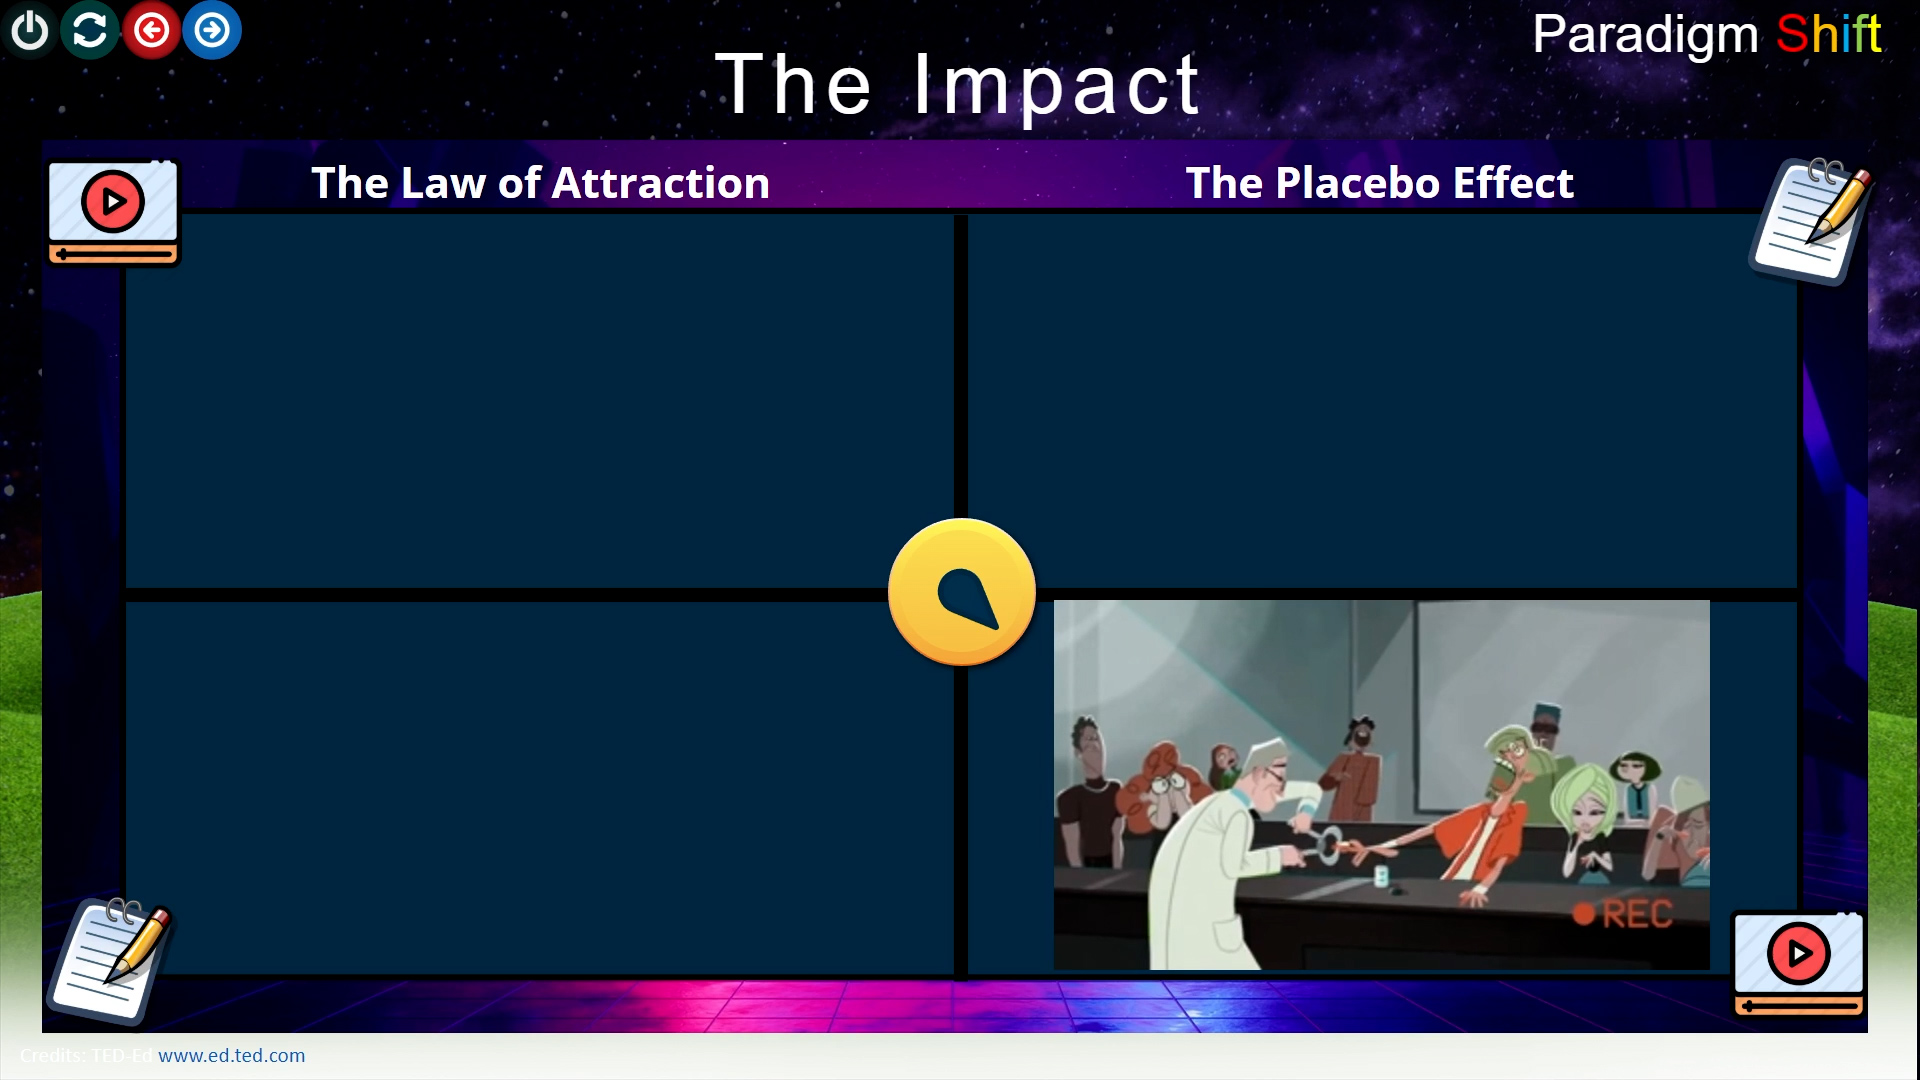 Paradigm Shift
The Impact
The Law of Attraction
The Placebo Effect
REC
Credits: TED-Ed www.ed.ted.com